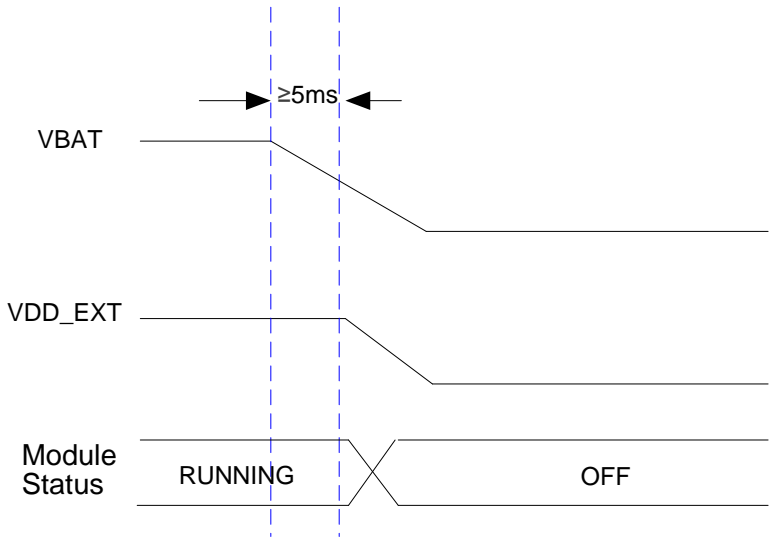 ≥5ms
VBAT
VDD_EXT
Module
Status
RUNNING
OFF